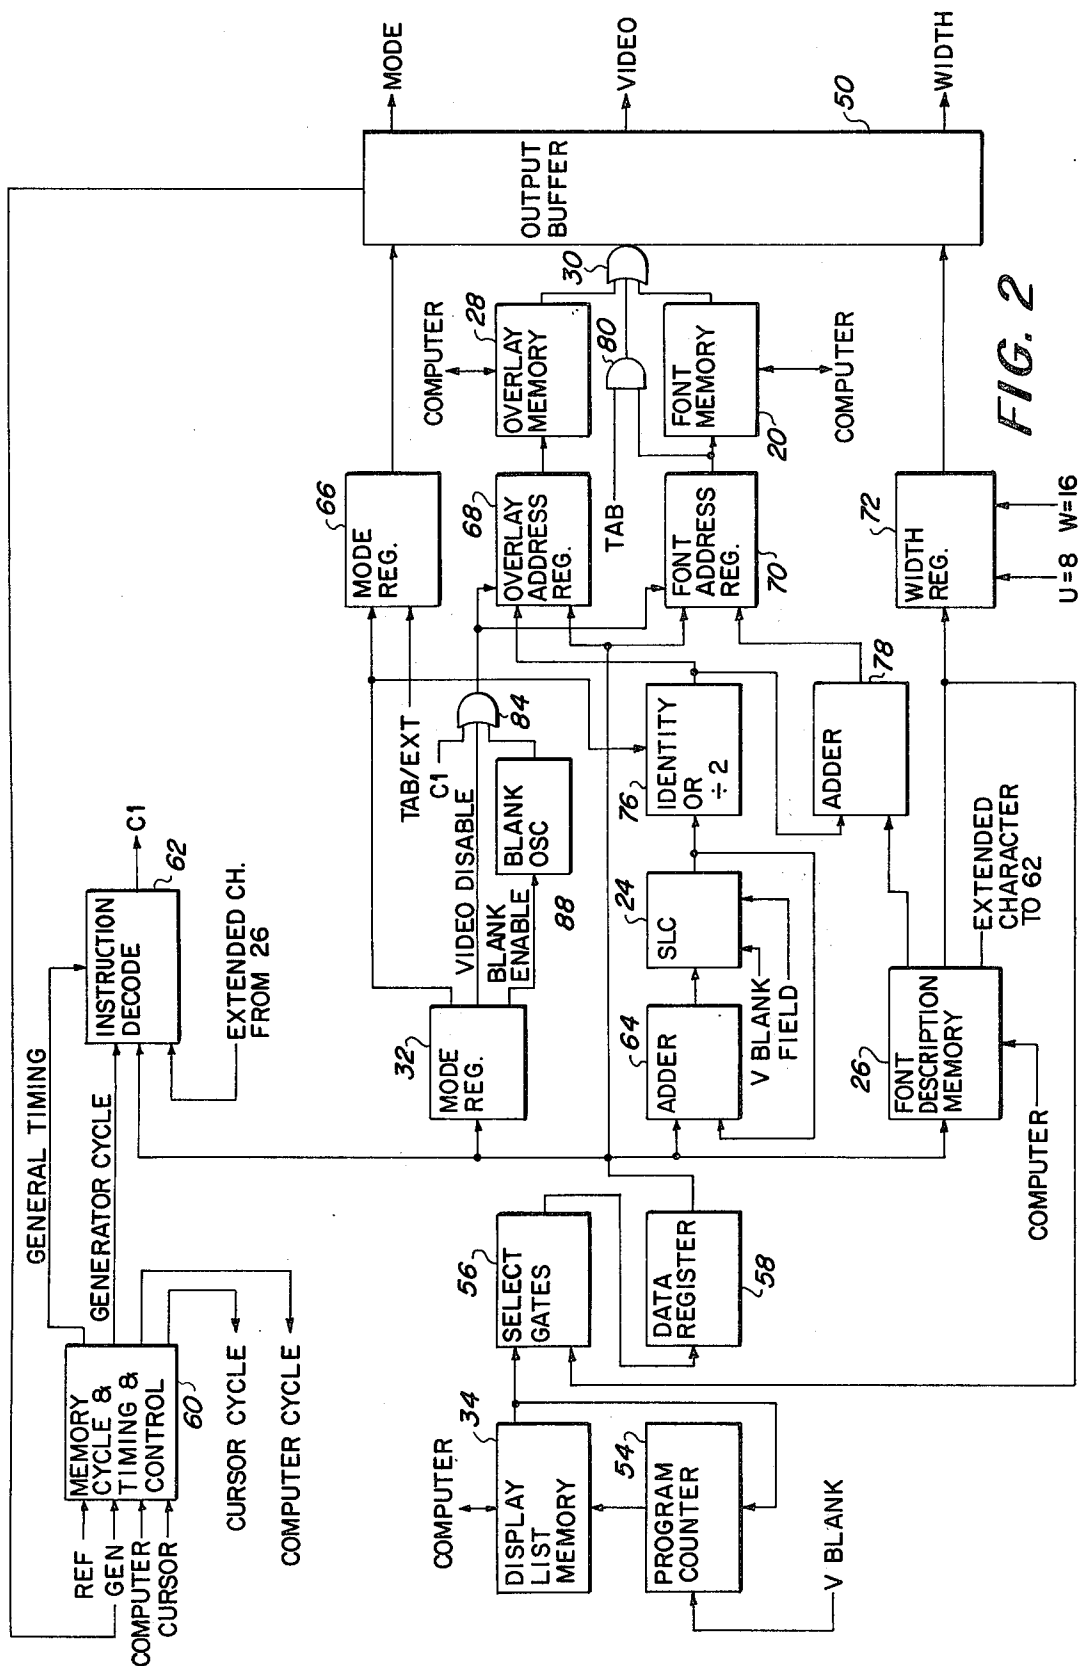 GENERAL TIMING
GENERATOR CYCLE
MEMORY
CYCLE &
TIMING &
CONTROL
60
REF
GEN
COMPUTER
CURSOR
CURSOR CYCLE
COMPUTER CYCLE
INSTRUCTION
DECODE
62
C1
EXTENDED CH.
FROM 26
MODE
REG.
66
TAB/EXT
MODE
REG.
32
VIDEO DISABLE
BLANK
ENABLE
C1
84
BLANK
OSC
88
COMPUTER
DISPLAY
LIST
MEMORY
34
SELECT
GATES
56
PROGRAM
COUNTER
54
V BLANK
DATA
REGISTER
58
ADDER
64
SLC
24
V BLANK
FIELD
IDENTITY
OR
÷2
76
ADDER
78
OVERLAY
ADDRESS
REG.
68
COMPUTER
OVERLAY
MEMORY
28
TAB
80
30
FONT
ADDRESS
REG.
70
FONT
MEMORY
20
COMPUTER
FONT
DESCRIPTION
MEMORY
26
COMPUTER
EXTENDED
CHARACTER
TO 62
WIDTH
REG.
72
U=8 W=16
OUTPUT
BUFFER
50
MODE
VIDEO
WIDTH
FIG. 2